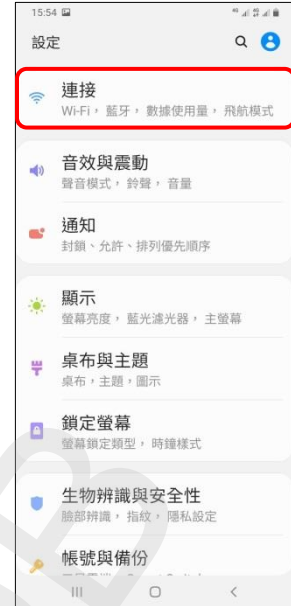 15:54
設定
連接
Wi-Fi， 藍牙， 數據使用量， 飛航模式
音效與震動
聲音模式， 鈴聲， 音量
通知
封鎖、允許、排列優先順序
顯示
螢幕亮度， 藍光濾光器， 主螢幕
桌布與主題
桌布，主題，圖示
鎖定螢幕
螢幕鎖定類型， 時鐘樣式
生物辨識與安全性
臉部辨識， 指紋， 隱私設定
帳號與備份